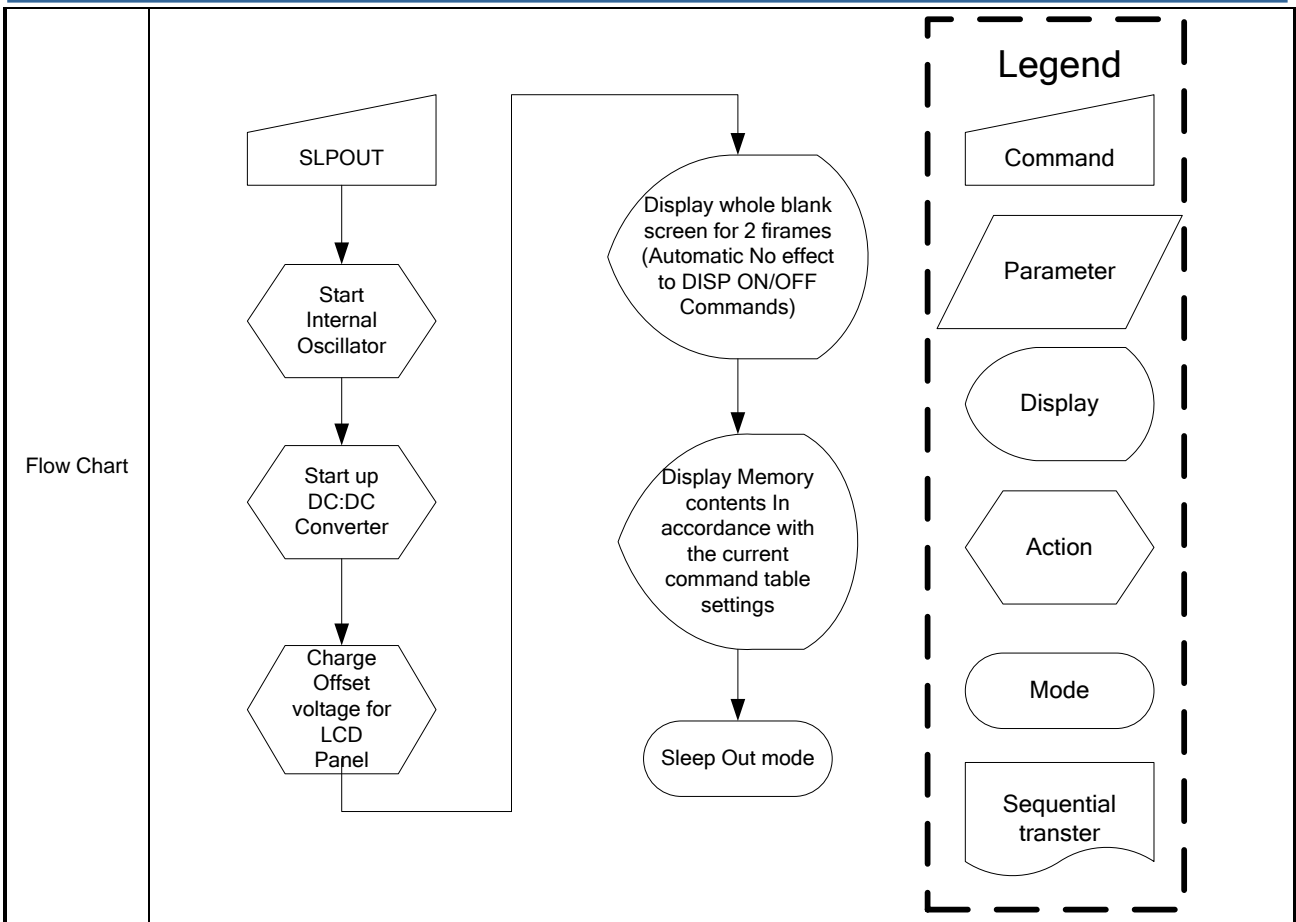 Flow Chart
SLPOUT
Start
Internal
Oscillator
Start up
DC:DC
Converter
Charge
Offset
voltage for
LCD
Panel
Display whole blank
screen for 2 firames
(Automatic No effect
to DISP ON/OFF
Commands)
Display Memory
contents In
accordance with
the current
command table
settings
Sleep Out mode
Legend
Command
Parameter
Display
Action
Mode
Sequential
transter